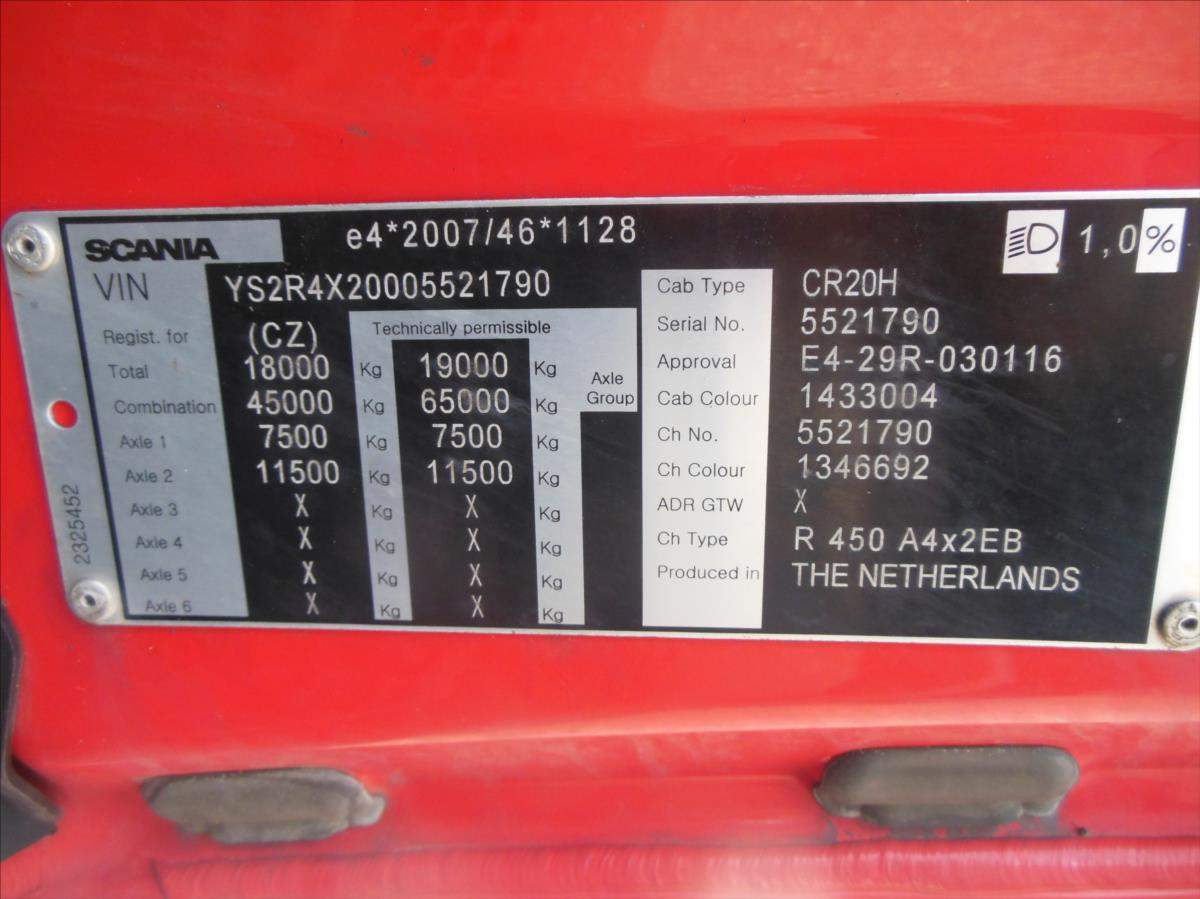 SCANIA e4*2007/46*1128 1,0%
VIN YS2R4X20005521790
Regist. for (CZ) Technically permissible
Total 18000 Kg 19000 Kg
Combination 45000 Kg 65000 Kg Axle Group
Axle 1 7500 Kg 7500 Kg
Axle 2 11500 Kg 11500 Kg
Axle 3 X Kg X Kg
Axle 4 X Kg X Kg
Axle 5 X Kg X Kg
Axle 6 X Kg X Kg
Cab Type CR20H
Serial No. 5521790
Approval E4-29R-030116
Cab Colour 1433004
Ch No. 5521790
Ch Colour 1346692
ADR GTW X
Ch Type R 450 A4x2EB
Produced in THE NETHERLANDS
2325452